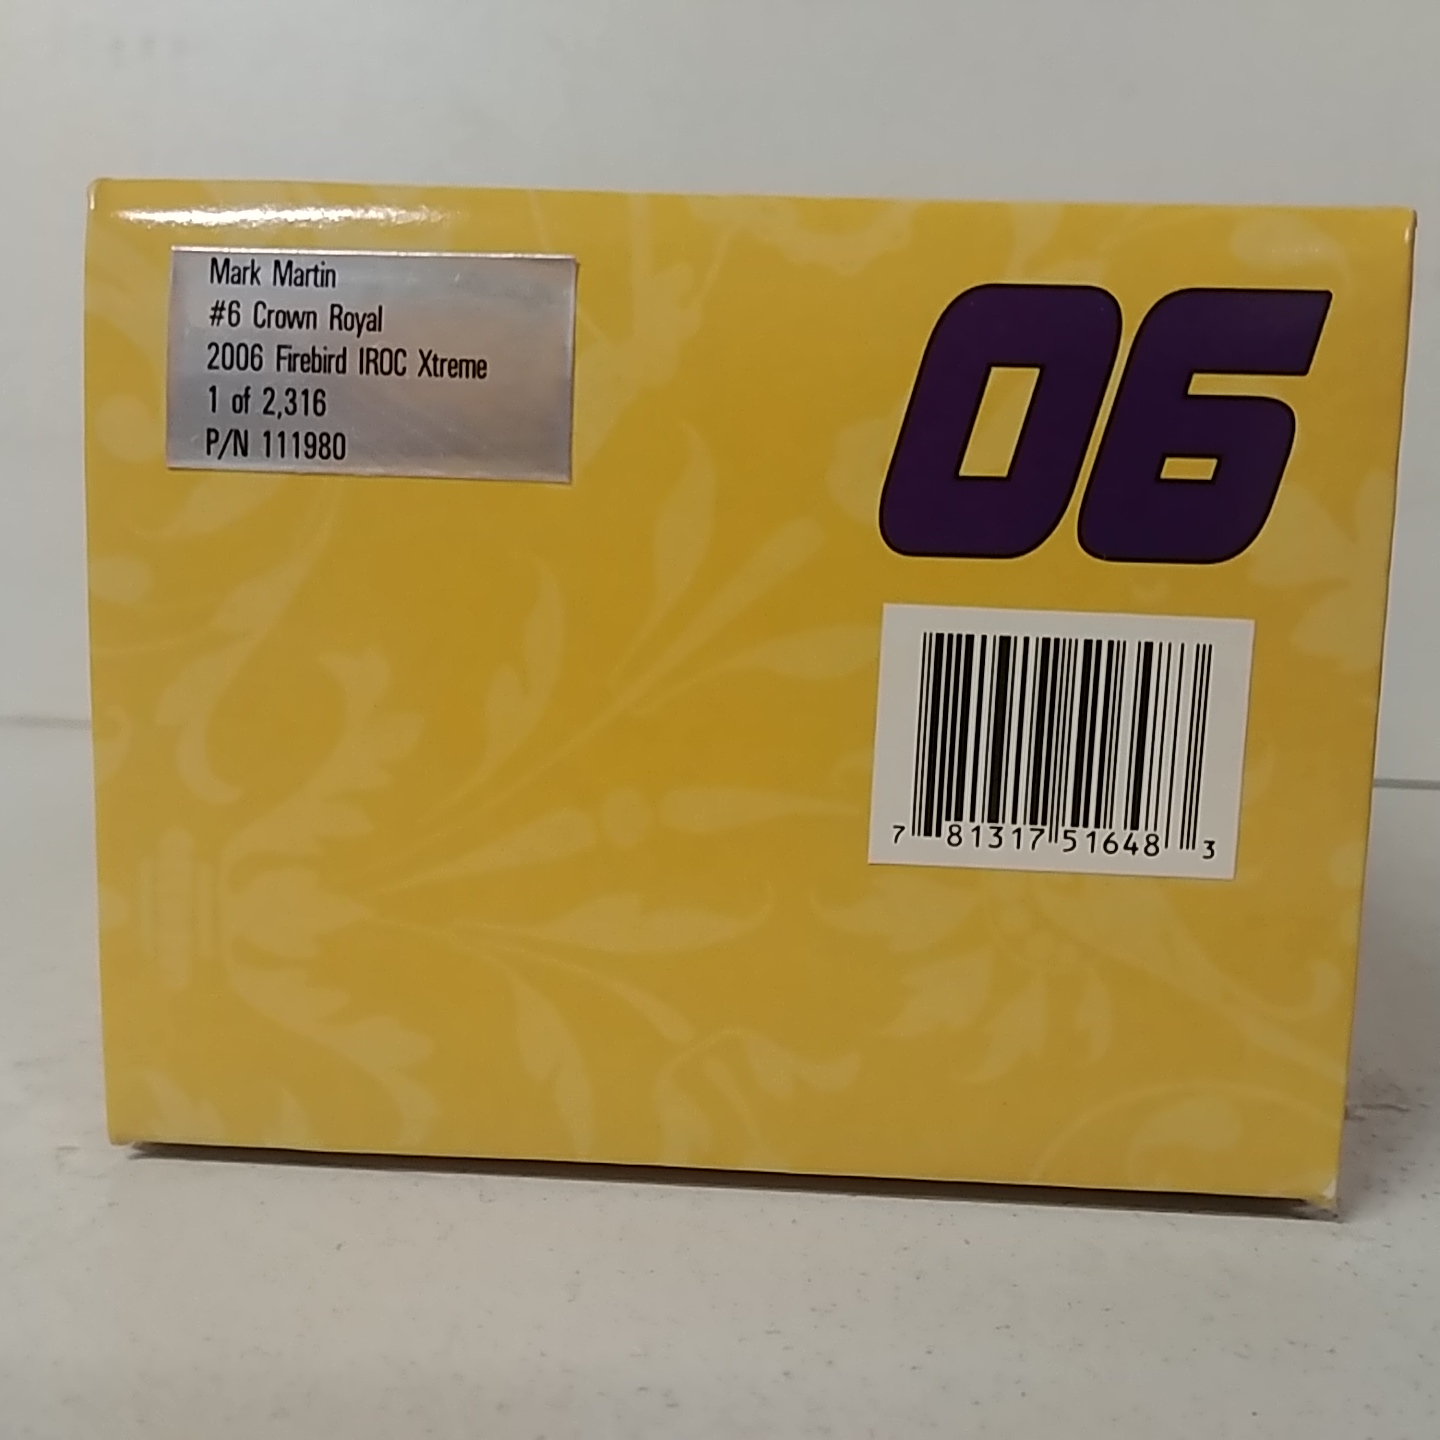 Mark Martin
#6 Crown Royal
2006 Firebird IROC Xtreme
1 of 2,316
P/N 111980
06
7 81317 51648 3